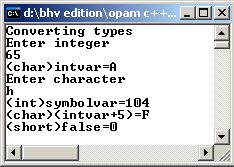 d:\bhv edition\opam c++...
Converting types
Enter integer
65
(char)intvar=A
Enter character
h
(int)symbolvar=104
(char)(intvar+5)=F
(short)false=0